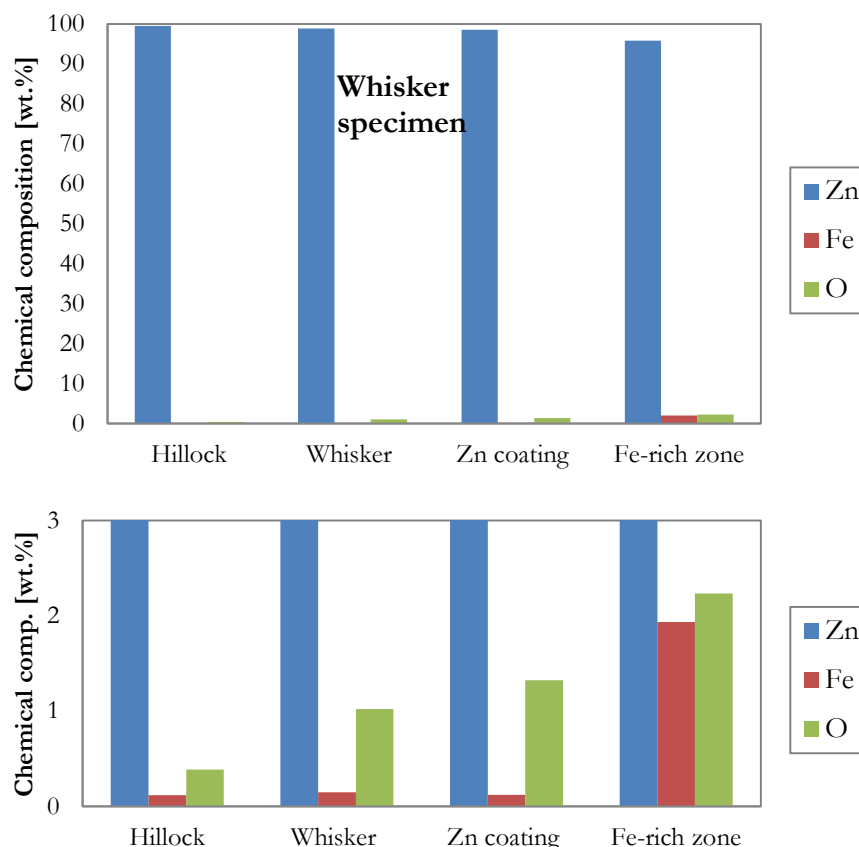 100
90
80
70
60
50
40
30
20
10
0
Chemical composition [wt.%]
Whisker
specimen
Hillock Whisker Zn coating Fe-rich zone
Zn
Fe
O
3
2
1
0
Chemical comp. [wt.%]
Hillock Whisker Zn coating Fe-rich zone
Zn
Fe
O